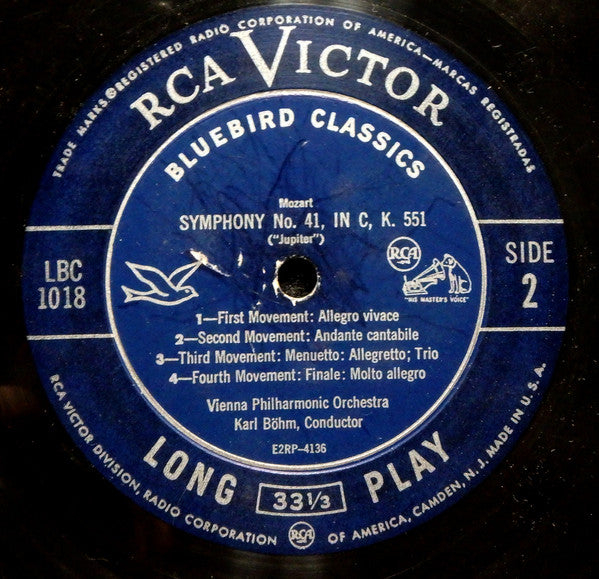 TRADE MARKS ® REGISTERED RADIO CORPORATION OF AMERICA—MARCAS REGISTRADAS
RCA VICTOR
BLUEBIRD CLASSICS
Mozart
SYMPHONY No. 41, IN C, K. 551
("Jupiter")
LBC
1018
RCA
"HIS MASTER'S VOICE"
SIDE
2
1—First Movement: Allegro vivace
2—Second Movement: Andante cantabile
3—Third Movement: Menuetto: Allegretto; Trio
4—Fourth Movement: Finale: Molto allegro
Vienna Philharmonic Orchestra
Karl Böhm, Conductor
E2RP-4136
LONG 33 1/3 PLAY
RCA VICTOR DIVISION, RADIO CORPORATION RCA OF AMERICA, CAMDEN, N. J. MADE IN U.S.A.